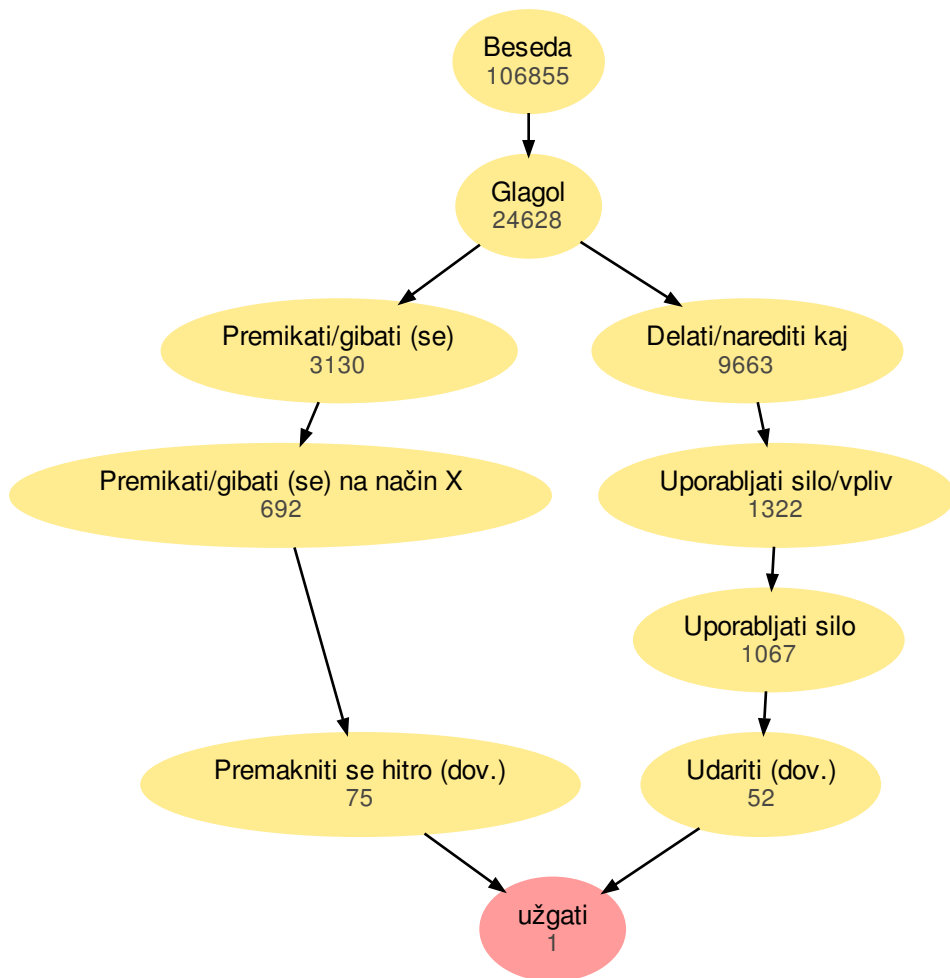 Beseda
106855
Glagol
24628
Premikati/gibati (se)
3130
Delati/narediti kaj
9663
Premikati/gibati (se) na način X
692
Uporabljati silo/vpliv
1322
Uporabljati silo
1067
Premakniti se hitro (dov.)
75
Udariti (dov.)
52
užgati
1